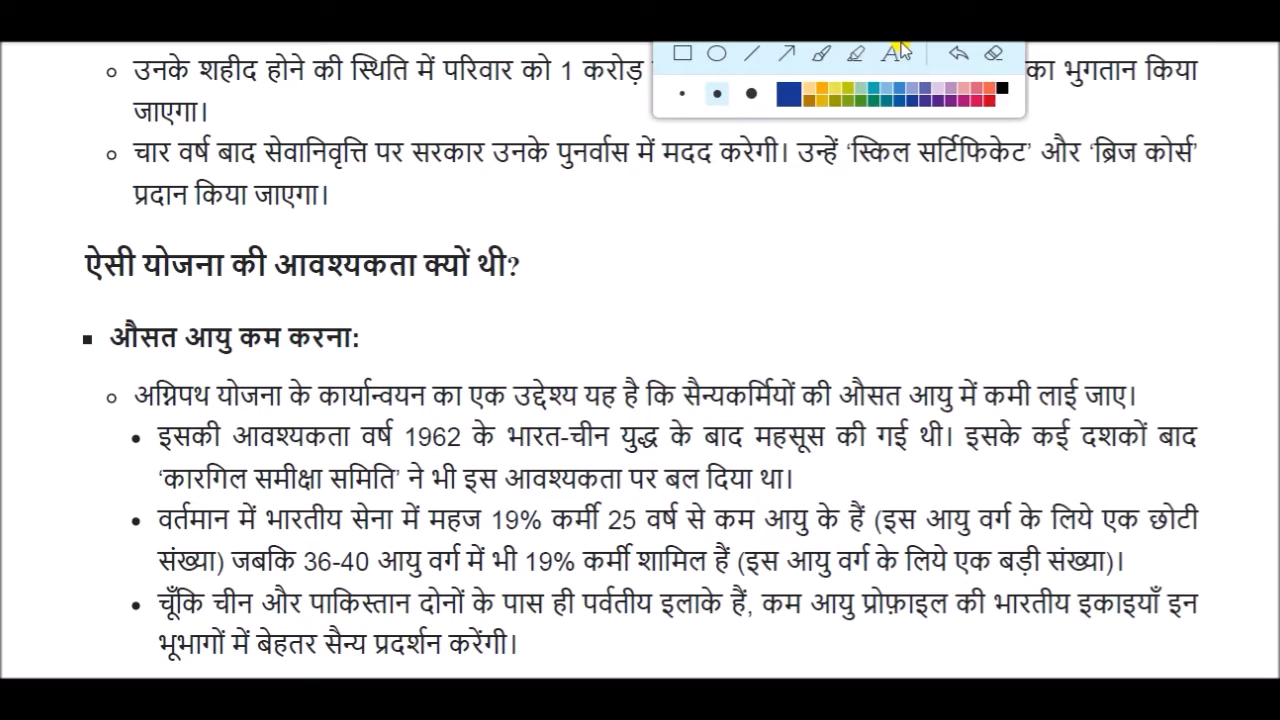 उनके शहीद होने की स्थिति में परिवार को 1 करोड़ का भुगतान किया
जाएगा।
चार वर्ष बाद सेवानिवृत्ति पर सरकार उनके पुनर्वास में मदद करेगी। उन्हें ‘स्किल सर्टिफिकेट’ और ‘ब्रिज कोर्स’
प्रदान किया जाएगा।
ऐसी योजना की आवश्यकता क्यों थी?
औसत आयु कम करना:
अग्निपथ योजना के कार्यान्वयन का एक उद्देश्य यह है कि सैन्यकर्मियों की औसत आयु में कमी लाई जाए।
इसकी आवश्यकता वर्ष 1962 के भारत-चीन युद्ध के बाद महसूस की गई थी। इसके कई दशकों बाद
‘कारगिल समीक्षा समिति’ ने भी इस आवश्यकता पर बल दिया था।
वर्तमान में भारतीय सेना में महज 19% कर्मी 25 वर्ष से कम आयु के हैं (इस आयु वर्ग के लिये एक छोटी
संख्या) जबकि 36-40 आयु वर्ग में भी 19% कर्मी शामिल हैं (इस आयु वर्ग के लिये एक बड़ी संख्या)।
चूँकि चीन और पाकिस्तान दोनों के पास ही पर्वतीय इलाके हैं, कम आयु प्रोफ़ाइल की भारतीय इकाइयाँ इन
भूभागों में बेहतर सैन्य प्रदर्शन करेंगी।